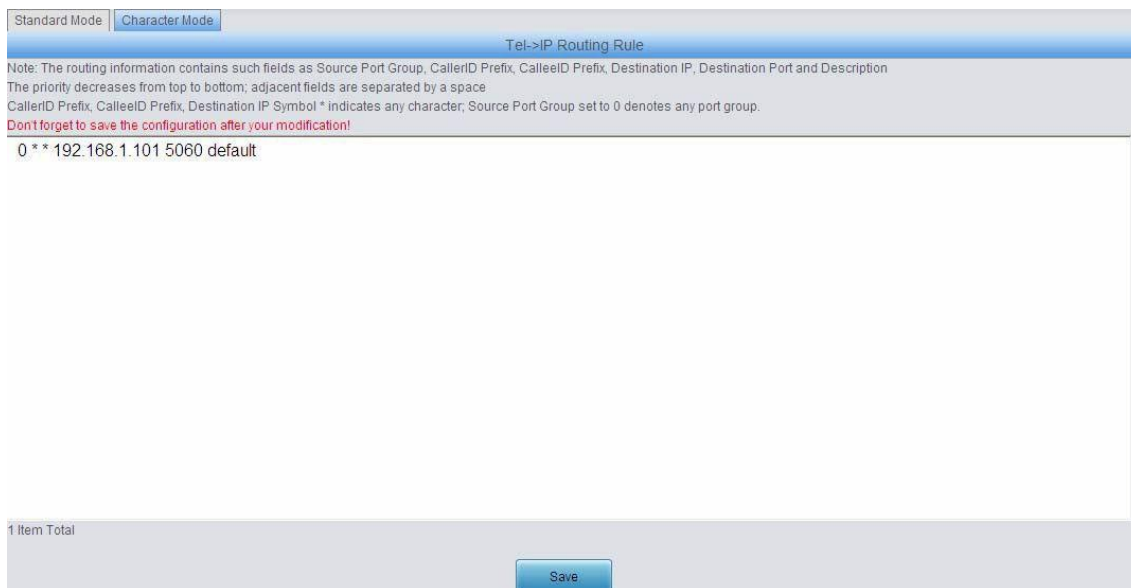 Standard Mode Character Mode
Tel->IP Routing Rule
Note: The routing information contains such fields as Source Port Group, CallerID Prefix, CalleeID Prefix, Destination IP, Destination Port and Description
The priority decreases from top to bottom; adjacent fields are separated by a space
CallerID Prefix, CalleeID Prefix, Destination IP Symbol * indicates any character; Source Port Group set to 0 denotes any port group.
Don't forget to save the configuration after your modification!
0 * * 192.168.1.101 5060 default
1 Item Total
Save